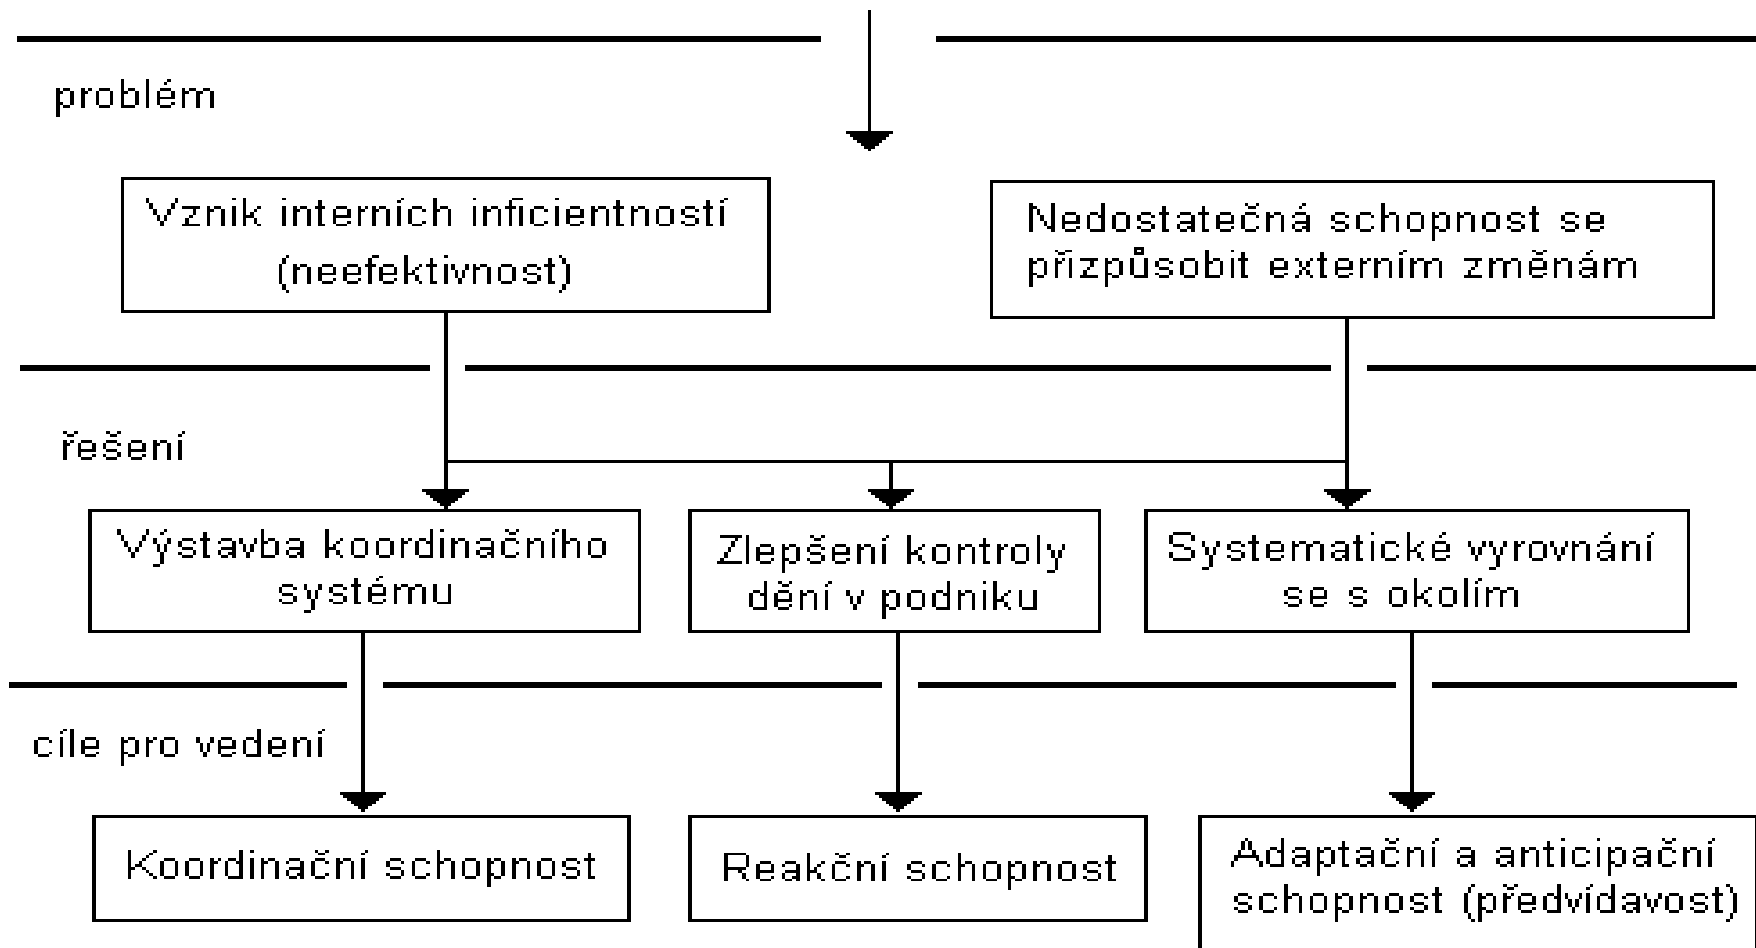 problém
Vznik interních inficientností
(neefektivnost)
Nedostatečná schopnost se
přizpůsobit externím změnám
řešení
Výstavba koordinačního
systému
Zlepšení kontroly
dění v podniku
Systematické vyrovnání
se s okolím
cíle pro vedení
Koordinační schopnost
Reakční schopnost
Adaptační a anticipační
schopnost (předvídavost)